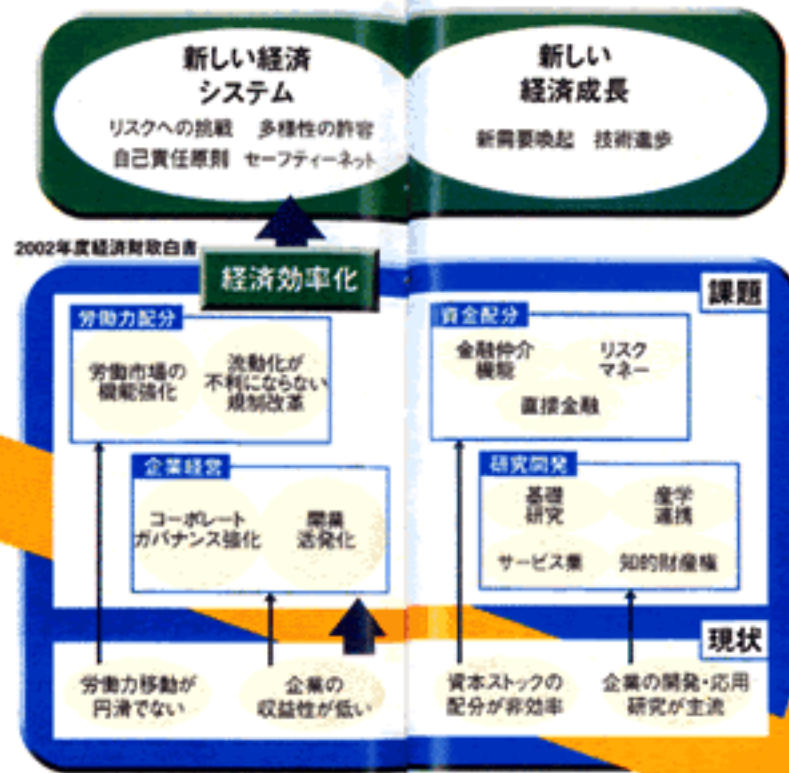 新しい経済
システム
リスクへの挑戦 多様性の許容
自己責任原則 セーフティーネット
新しい
経済成長
新需要喚起 技術進歩
2002年度経済財政白書
経済効率化
課題
労働力配分
労働市場の
機能強化
流動化が
不利にならない
規制改革
資金配分
金融仲介
機能
リスク
マネー
直接金融
企業経営
コーポレート
ガバナンス強化
開業
活発化
研究開発
基礎
研究
産学
連携
サービス業
知的財産権
現状
労働力移動が
円滑でない
企業の
収益性が低い
資本ストックの
配分が非効率
企業の開発・応用
研究が主流